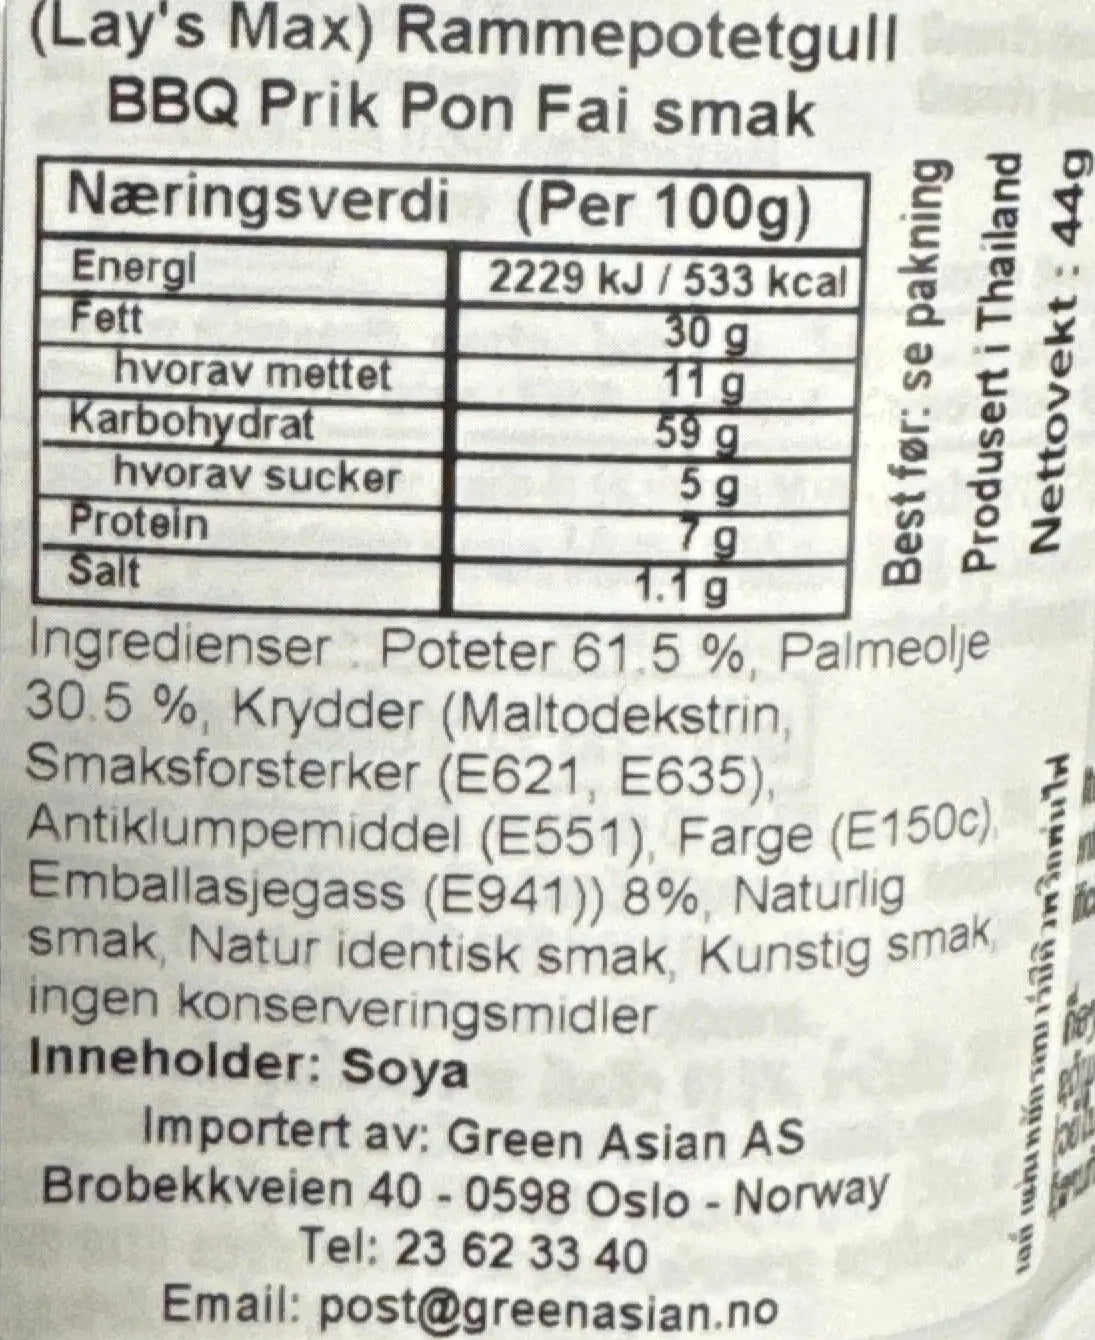 (Lay's Max) Rammepotetgull
BBQ Prik Pon Fai smak
Næringsverdi (Per 100g)
Energi 2229 kJ / 533 kcal
Fett 30 g
hvorav mettet 11 g
Karbohydrat 59 g
hvorav sucker 5 g
Protein 7 g
Salt 1.1 g
Best før: se pakning
Produsert i Thailand
Nettovekt : 44g
Ingredienser : Poteter 61.5 %, Palmeolje
30.5 %, Krydder (Maltodekstrin,
Smaksforsterker (E621, E635),
Antiklumpemiddel (E551), Farge (E150c),
Emballasjegass (E941)) 8%, Naturlig
smak, Natur identisk smak, Kunstig smak,
ingen konserveringsmidler
Inneholder: Soya
Importert av: Green Asian AS
Brobekkveien 40 - 0598 Oslo - Norway
Tel: 23 62 33 40
Email: post@greenasian.no